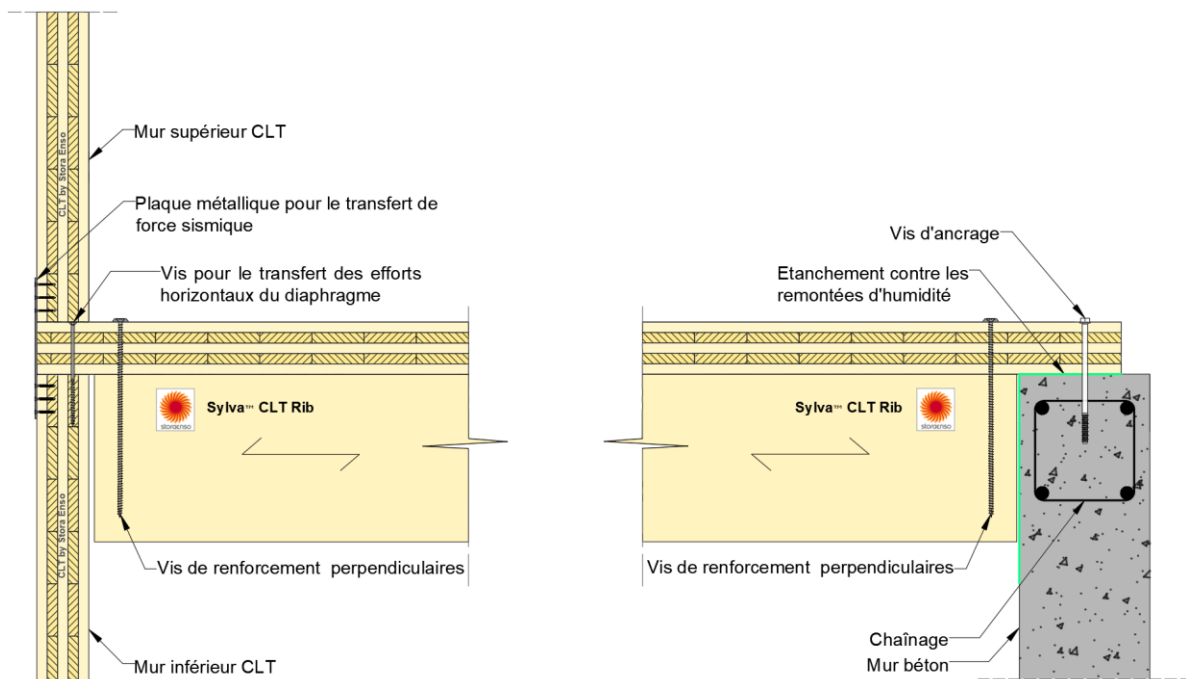 Mur supérieur CLT
CLT by Stora Enso
Plaque métallique pour le transfert de
force sismique
Vis pour le transfert des efforts
horizontaux du diaphragme
storaenso
Sylva™ CLT Rib
Vis de renforcement perpendiculaires
CLT by Stora Enso
Mur inférieur CLT
Vis d'ancrage
Etanchement contre les
remontées d'humidité
Sylva™ CLT Rib
storaenso
Vis de renforcement perpendiculaires
Chaînage
Mur béton